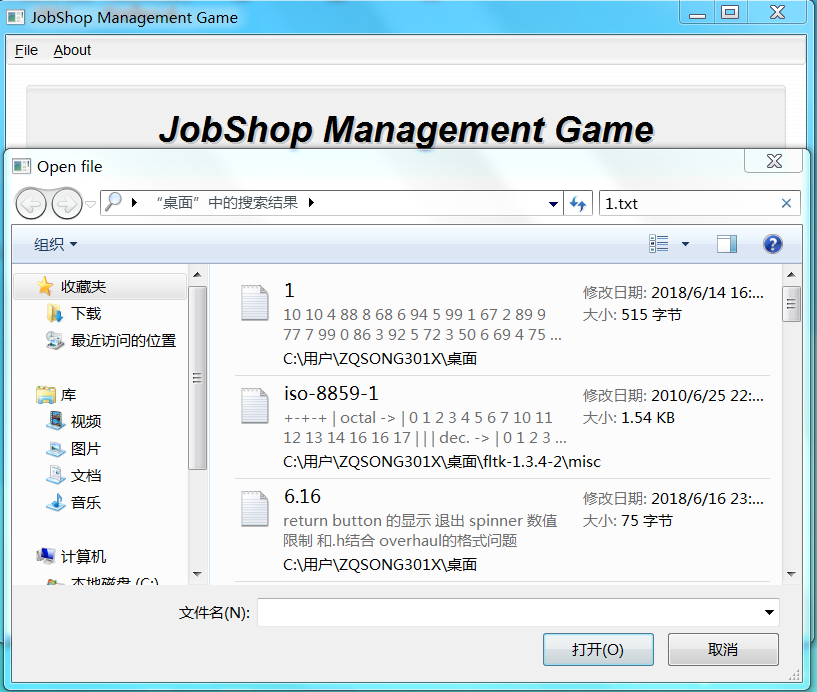 JobShop Management Game
File About
JobShop Management Game
Open file
“桌面”中的搜索结果
1.txt
组织
收藏夹
下载
最近访问的位置
库
视频
图片
文档
音乐
计算机
本地磁盘 (C:)
1
10 10 4 88 8 68 6 94 5 99 1 67 2 89 9
77 7 99 0 86 3 92 5 72 3 50 6 69 4 75 ...
C:\用户\ZQSONG301X\桌面
修改日期: 2018/6/14 16:...
大小: 515 字节
iso-8859-1
+-+-+ | octal -> | 0 1 2 3 4 5 6 7 10 11
12 13 14 16 16 17 | | | dec. -> | 0 1 2 3 ...
C:\用户\ZQSONG301X\桌面\fltk-1.3.4-2\misc
修改日期: 2010/6/25 22:...
大小: 1.54 KB
6.16
return button 的显示 退出 spinner 数值
限制 和.h结合 overhaul的格式问题
C:\用户\ZQSONG301X\桌面
修改日期: 2018/6/16 23:...
大小: 75 字节
文件名(N):
打开(O)
取消